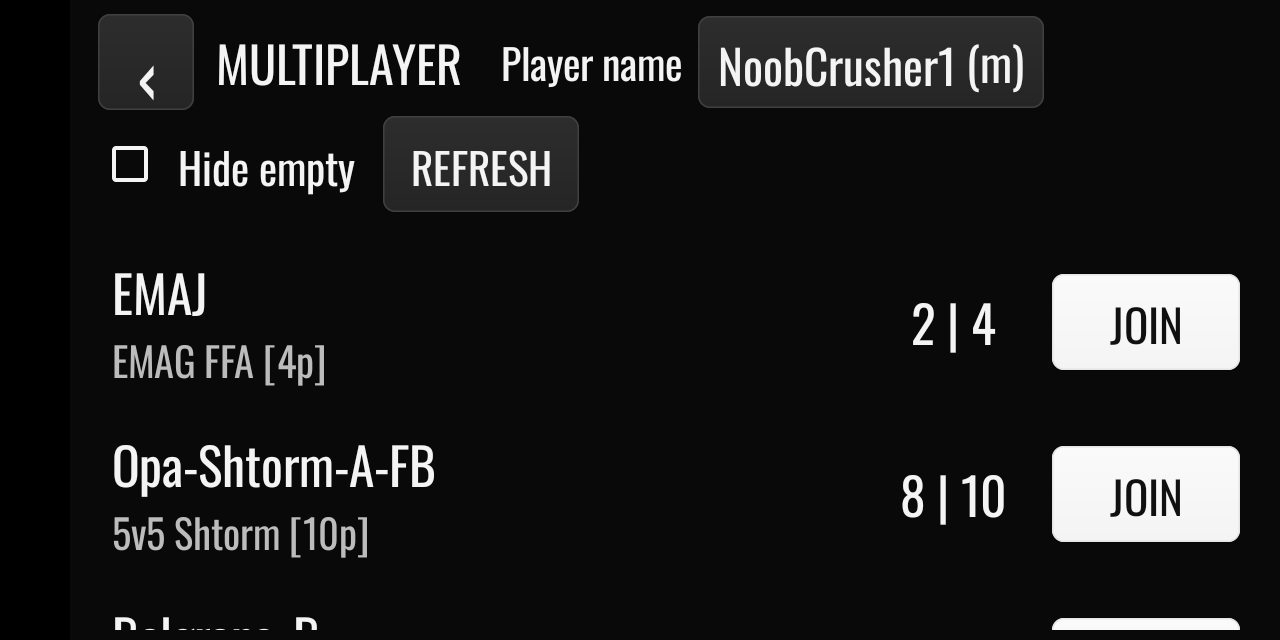 MULTIPLAYER Player name NoobCrusher1 (m)
Hide empty REFRESH
EMAJ
EMAG FFA [4p]
2 | 4 JOIN
Opa-Shtorm-A-FB
5v5 Shtorm [10p]
8 | 10 JOIN